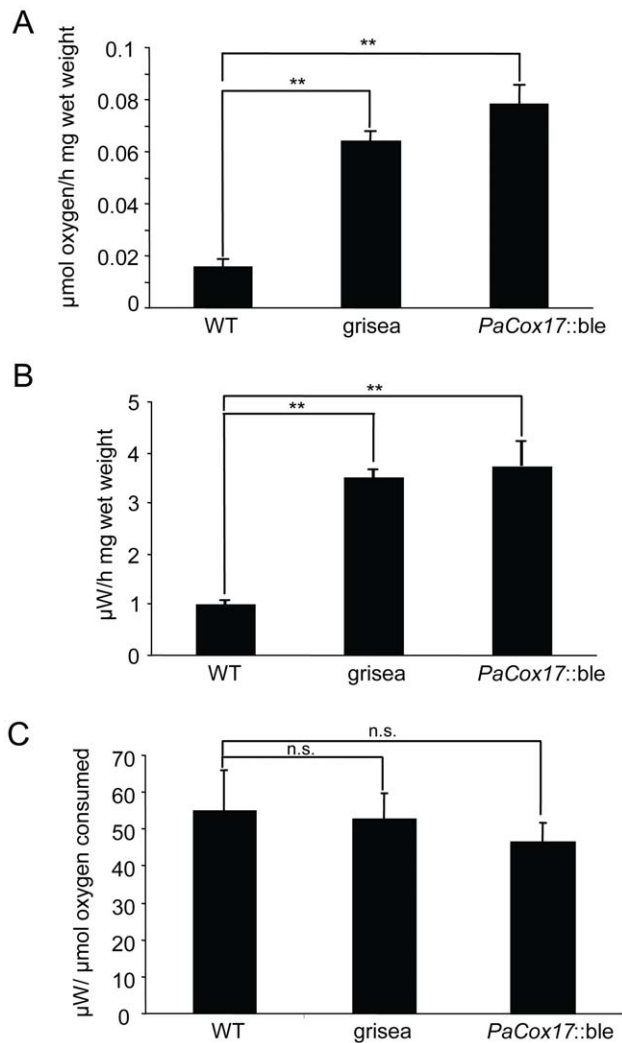 A
µmol oxygen/h mg wet weight
0.1
0.08
0.06
0.04
0.02
0
**
**
WT grisea PaCox17::ble
B
µW/h mg wet weight
5
4
3
2
1
0
**
**
WT grisea PaCox17::ble
C
µW/ µmol oxygen consumed
70
60
50
40
30
20
10
0
n.s.
n.s.
WT grisea PaCox17::ble